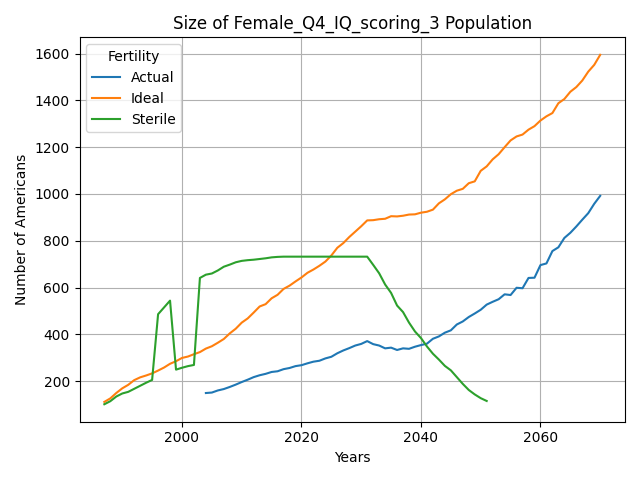 Size of Female_Q4_IQ_scoring_3 Population
Fertility
Actual
Ideal
Sterile
Number of Americans
1600
1400
1200
1000
800
600
400
200
2000
2020
2040
2060
Years